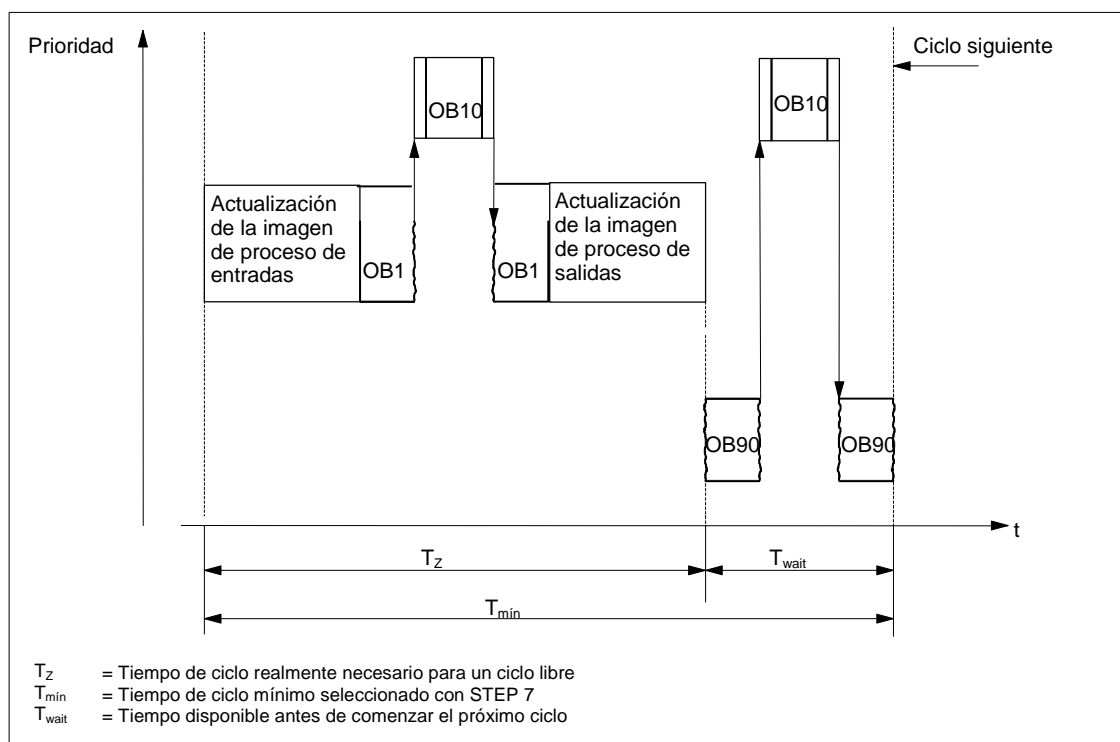 Prioridad
Ciclo siguiente
OB10
OB10
Actualización
de la imagen
de proceso de
entradas
OB1
OB1
Actualización
de la imagen
de proceso de
salidas
OB90
OB90
t
TZ
Twait
Tmín
TZ = Tiempo de ciclo realmente necesario para un ciclo libre
Tmín = Tiempo de ciclo mínimo seleccionado con STEP 7
Twait = Tiempo disponible antes de comenzar el próximo ciclo